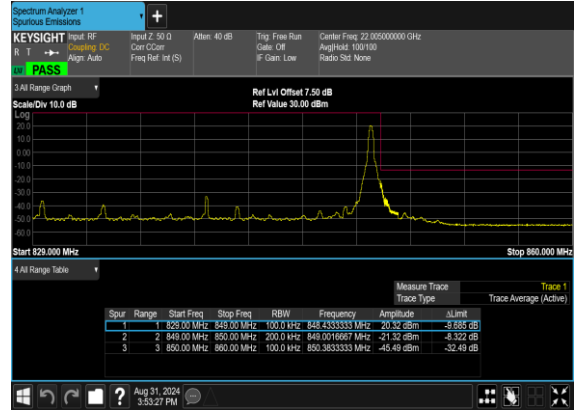 Spectrum Analyzer 1
Spurious Emissions
+
KEYSIGHT Input: RF Input Z: 50 Ω Atten: 40 dB Trig: Free Run Center Freq: 22.005000000 GHz
R T Coupling: DC Corr CCorr Gate: Off Avg|Hold: 100/100
Align: Auto Freq Ref: Int (S) IF Gain: Low Radio Std: None
PASS
3 All Range Graph
Ref Lvl Offset 7.50 dB
Scale/Div 10.0 dB Ref Value 30.00 dBm
Log
20.0
10.0
0.00
-10.0
-20.0
-30.0
-40.0
-50.0
-60.0
Start 829.000 MHz Stop 860.000 MHz
4 All Range Table
Measure Trace Trace 1
Trace Type Trace Average (Active)
Spur Range Start Freq Stop Freq RBW Frequency Amplitude ΔLimit
1 1 829.00 MHz 849.00 MHz 100.0 kHz 848.4333333 MHz 20.32 dBm -9.685 dB
2 2 849.00 MHz 850.00 MHz 200.0 kHz 849.0016667 MHz -21.32 dBm -8.322 dB
3 3 850.00 MHz 860.00 MHz 100.0 kHz 850.3833333 MHz -45.49 dBm -32.49 dB
? Aug 31, 2024
3:53:27 PM